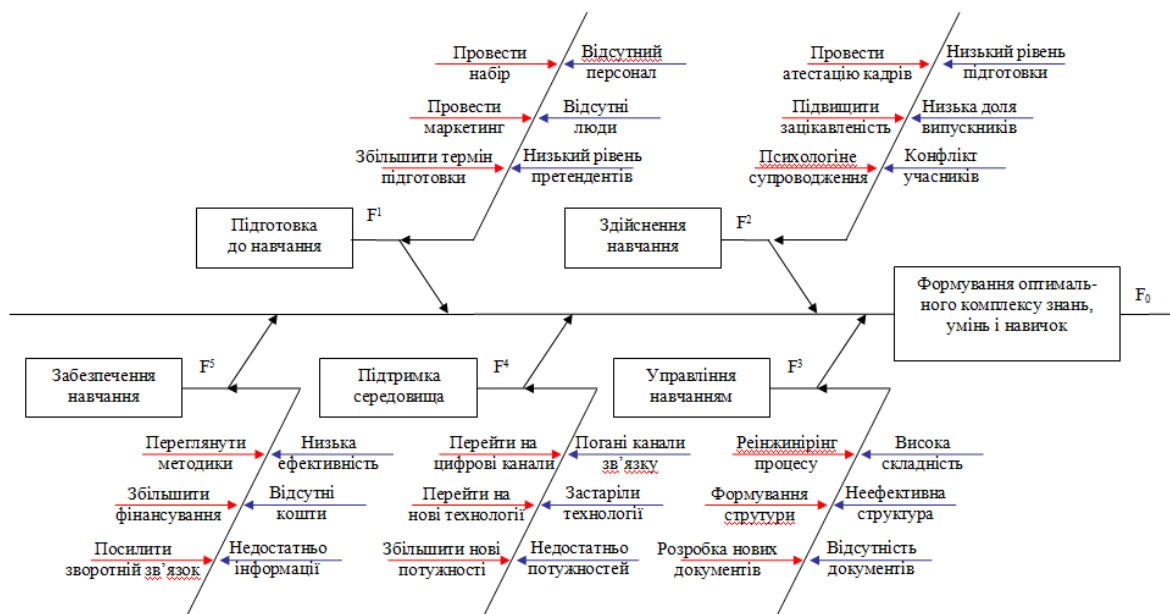 Провести
набір
Відсутний
персонал
Провести
маркетинг
Відсутні
люди
Збільшити термін
підготовки
Низький рівень
претендентів
Провести
атестацію кадрів
Низький рівень
підготовки
Підвищити
зацікавленість
Низька доля
випускників
Психологіне
супроводження
Конфлікт
учасників
Підготовка
до навчання
F¹
Здійснення
навчання
F²
Формування оптималь-
ного комплексу знань,
умінь і навичок
F₀
Забезпечення
навчання
F⁵
Підтримка
середовища
F⁴
Управління
навчанням
F³
Переглянути
методики
Низька
ефективність
Збільшити
фінансування
Відсутні
кошти
Посилити
зворотній зв’язок
Недостатньо
інформації
Перейти на
цифрові канали
Погані канали
зв’язку
Перейти на
нові технології
Застаріли
технології
Збільшити нові
потужності
Недостатньо
потужностей
Реінжинірінг
процесу
Висока
складність
Формування
струтури
Неефективна
структура
Розробка нових
документів
Відсутність
документів